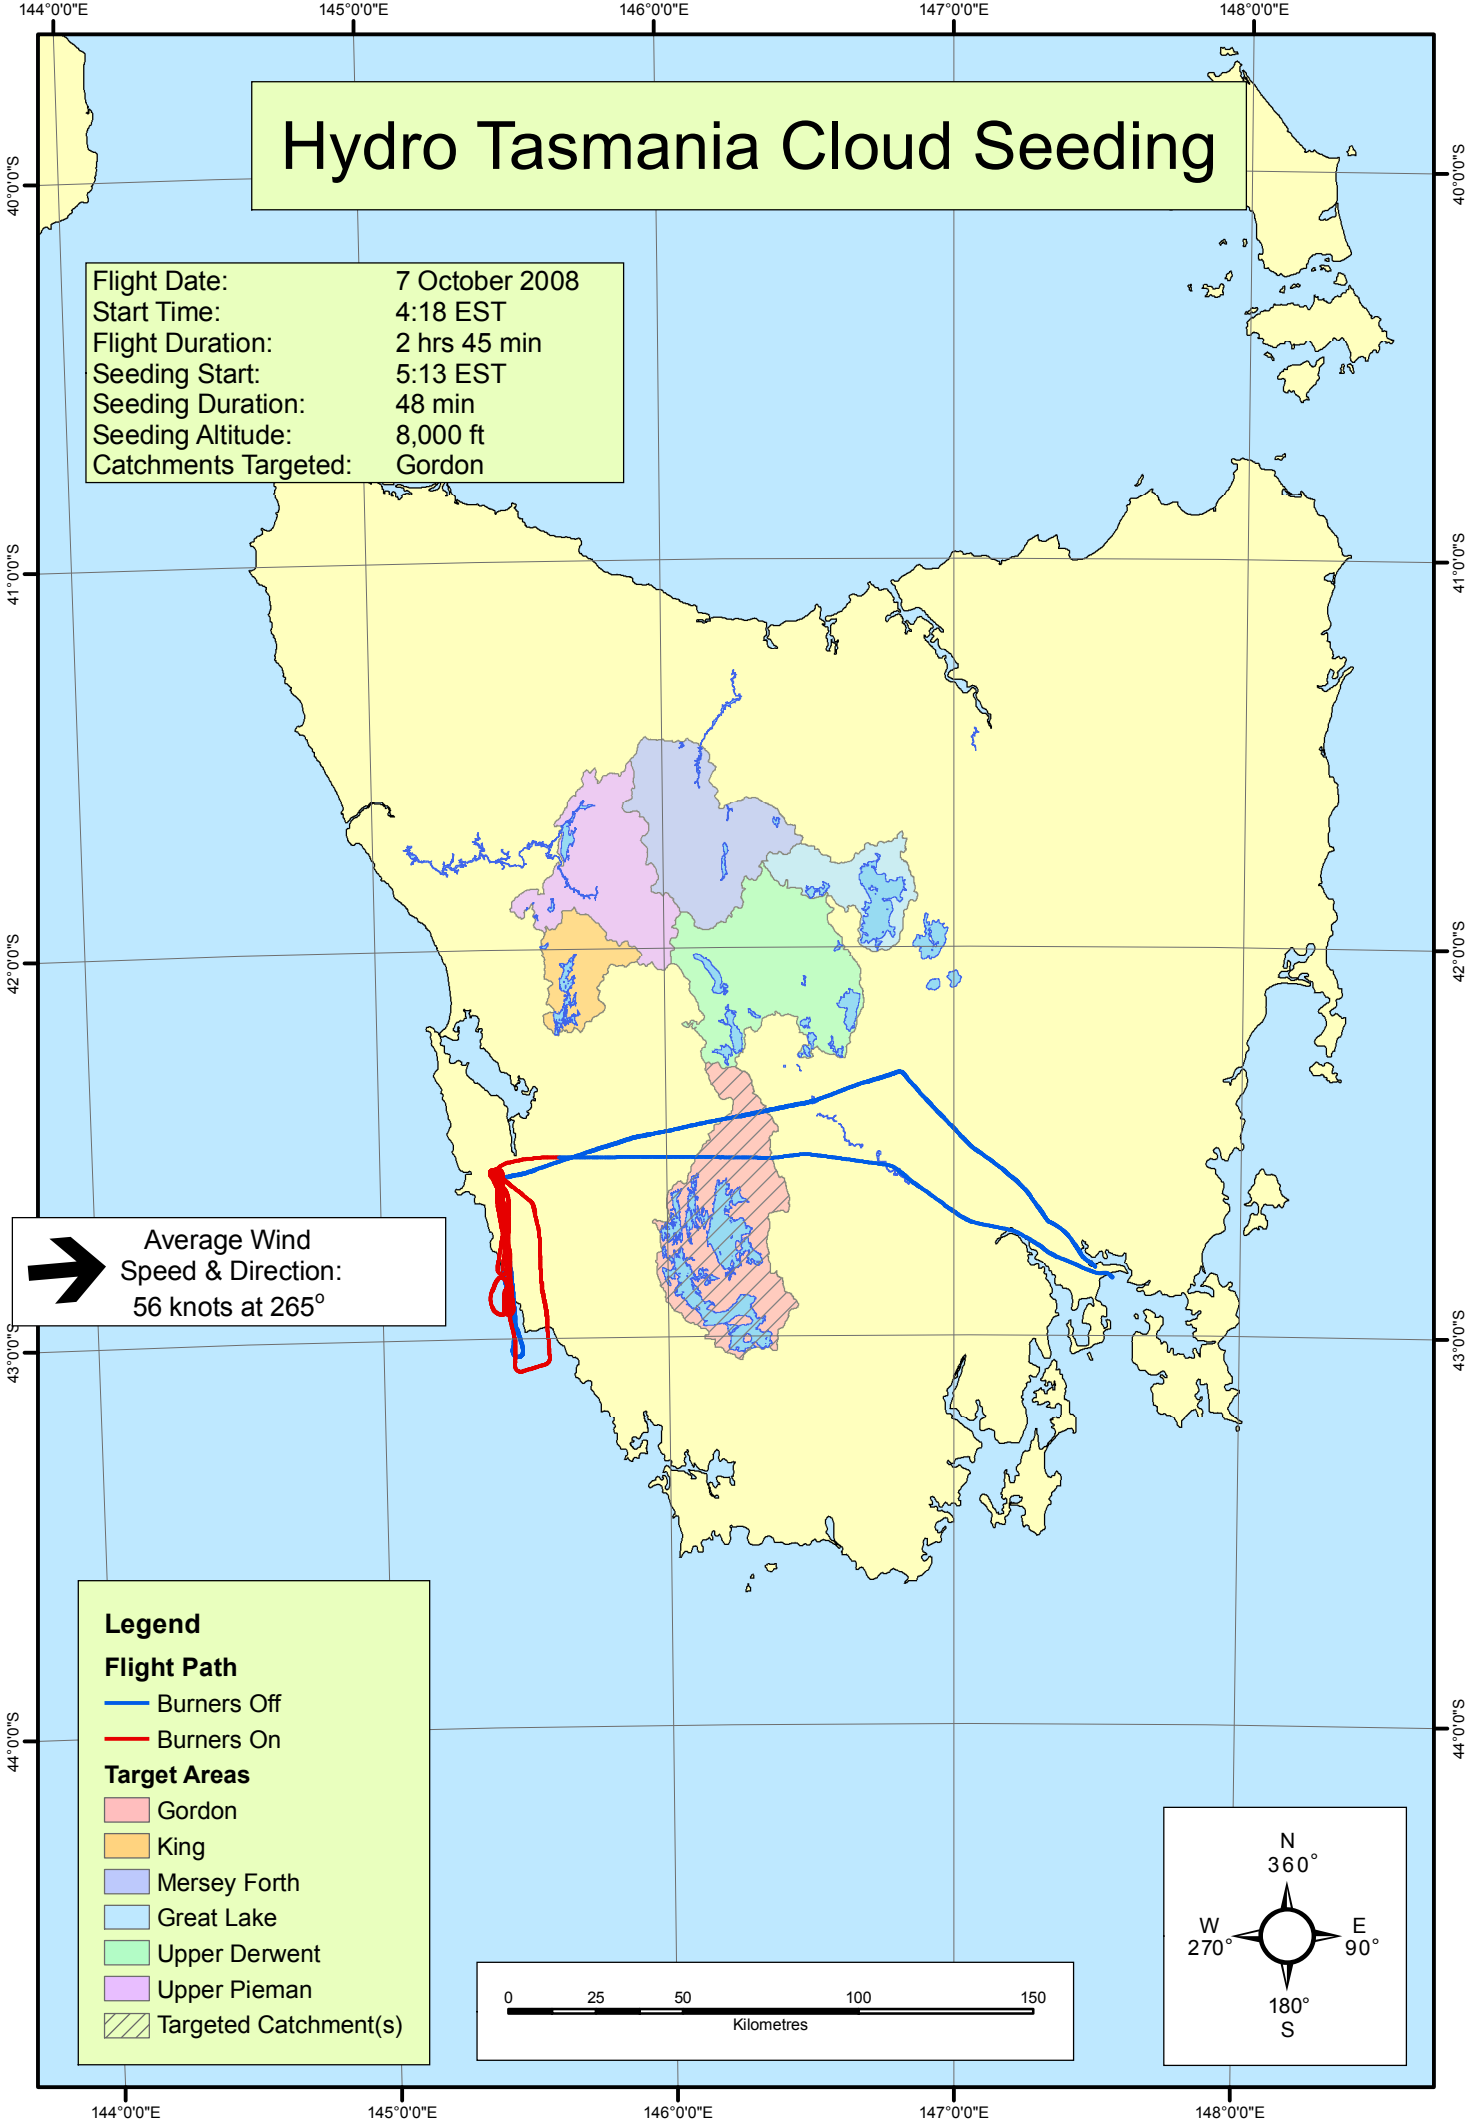 144°0'0"E 145°0'0"E 146°0'0"E 147°0'0"E 148°0'0"E
Hydro Tasmania Cloud Seeding
40°0'0"S 40°0'0"S
Flight Date: 7 October 2008
Start Time: 4:18 EST
Flight Duration: 2 hrs 45 min
Seeding Start: 5:13 EST
Seeding Duration: 48 min
Seeding Altitude: 8,000 ft
Catchments Targeted: Gordon
41°0'0"S 41°0'0"S
42°0'0"S 42°0'0"S
Average Wind
Speed & Direction:
56 knots at 265°
43°0'0"S 43°0'0"S
Legend
Flight Path
Burners Off
Burners On
Target Areas
Gordon
King
Mersey Forth
Great Lake
Upper Derwent
Upper Pieman
Targeted Catchment(s)
44°0'0"S 44°0'0"S
0 25 50 100 150
Kilometres
N
360°
W E
270° 90°
180°
S
144°0'0"E 145°0'0"E 146°0'0"E 147°0'0"E 148°0'0"E